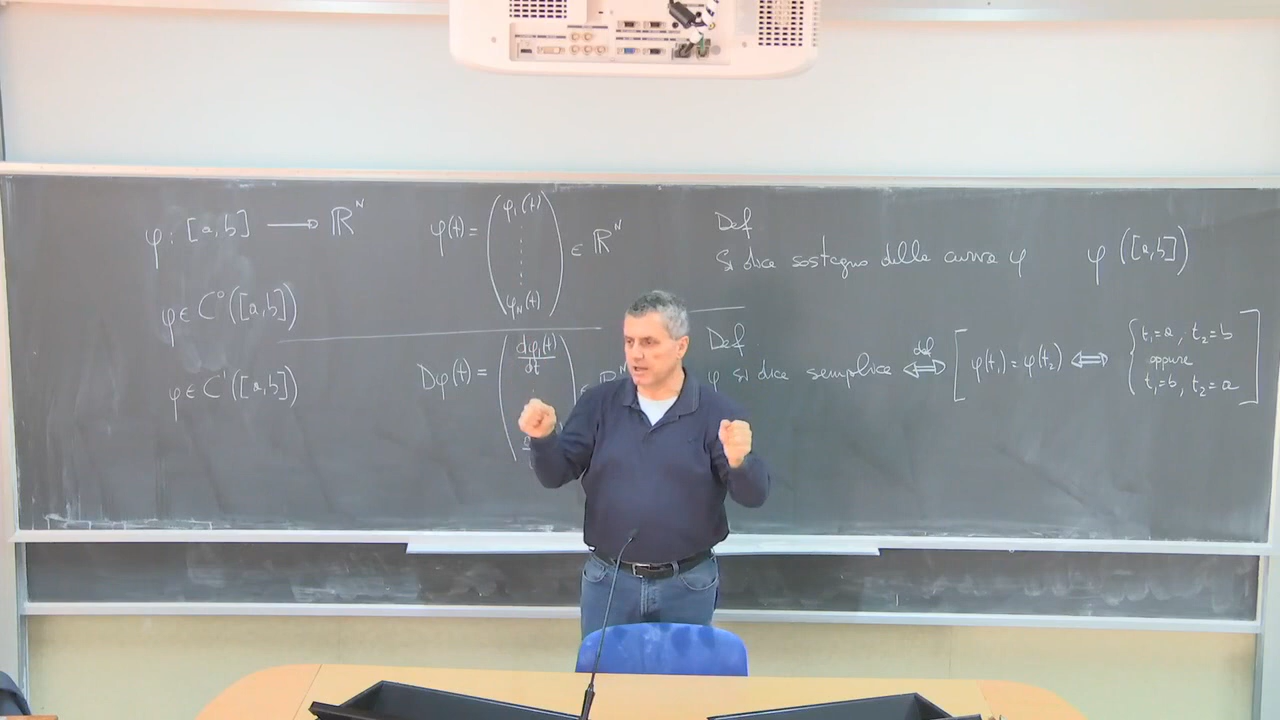 φ : [a,b] ⟶ ℝᴺ
φ ∈ C⁰([a,b])
φ ∈ C¹([a,b])
φ(t) = ( φ₁(t) ⋮ φ_N(t) ) ∈ ℝᴺ
Dφ(t) = ( dφ₁(t)/dt
Def
Si dice sostegno della curva φ φ([a,b])
Def
φ si dice semplice ⟺ def [ φ(t₁) = φ(t₂) ⟺ { t₁=a, t₂=b
oppure
t₁=b, t₂=a ]